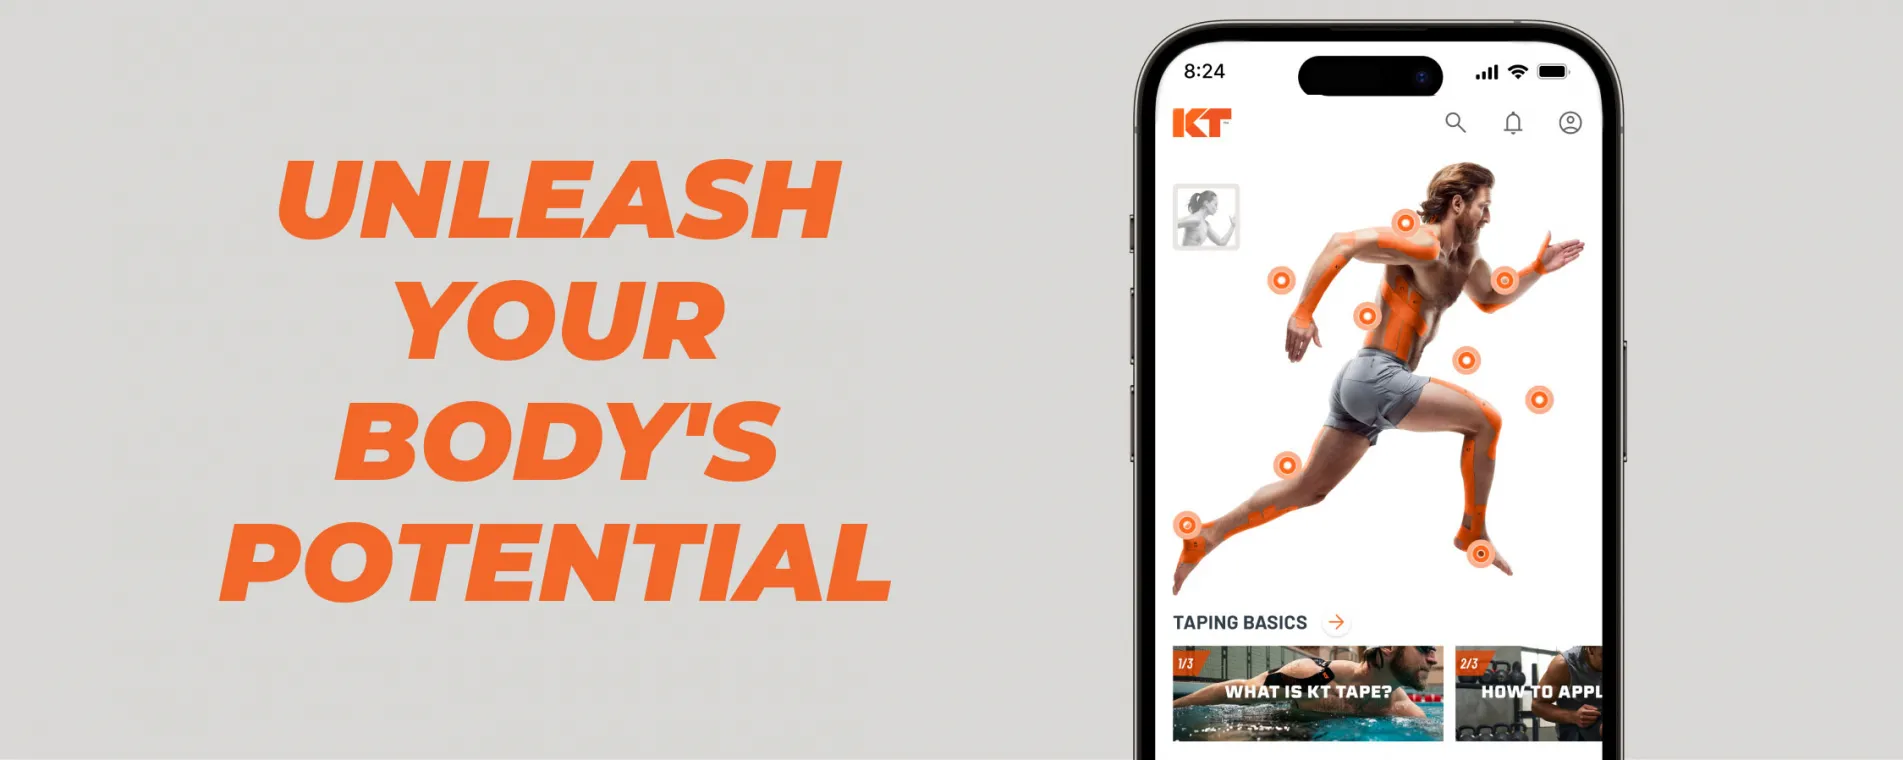 UNLEASH
YOUR
BODY'S
POTENTIAL
8:24
KT
TAPING BASICS
1/3
WHAT IS KT TAPE?
2/3
HOW TO APPL